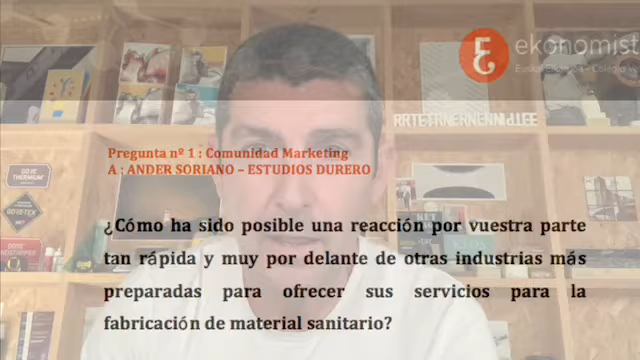 ekonomist
Pregunta nº 1 : Comunidad Marketing
A : ANDER SORIANO – ESTUDIOS DURERO
¿Cómo ha sido posible una reacción por vuestra parte
tan rápida y muy por delante de otras industrias más
preparadas para ofrecer sus servicios para la
fabricación de material sanitario?
GORE-TEX